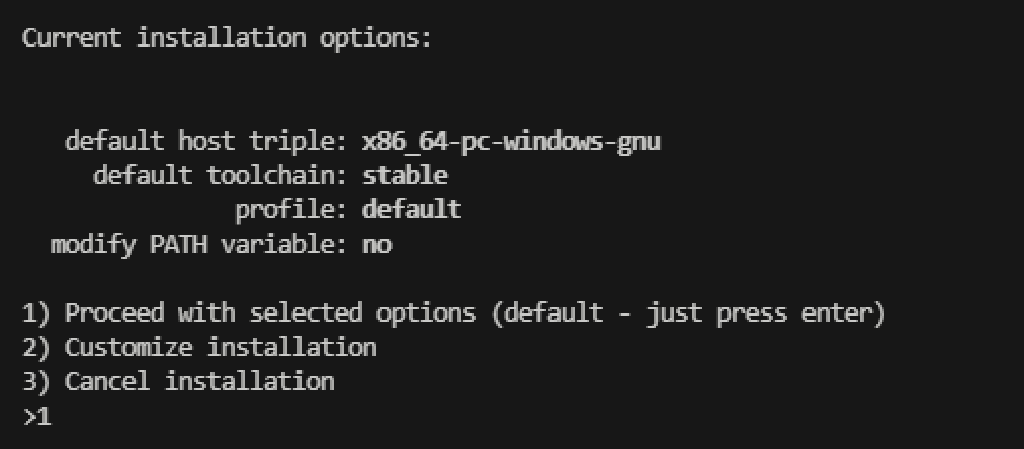 Current installation options:
default host triple: x86_64-pc-windows-gnu
default toolchain: stable
profile: default
modify PATH variable: no
1) Proceed with selected options (default - just press enter)
2) Customize installation
3) Cancel installation
>1